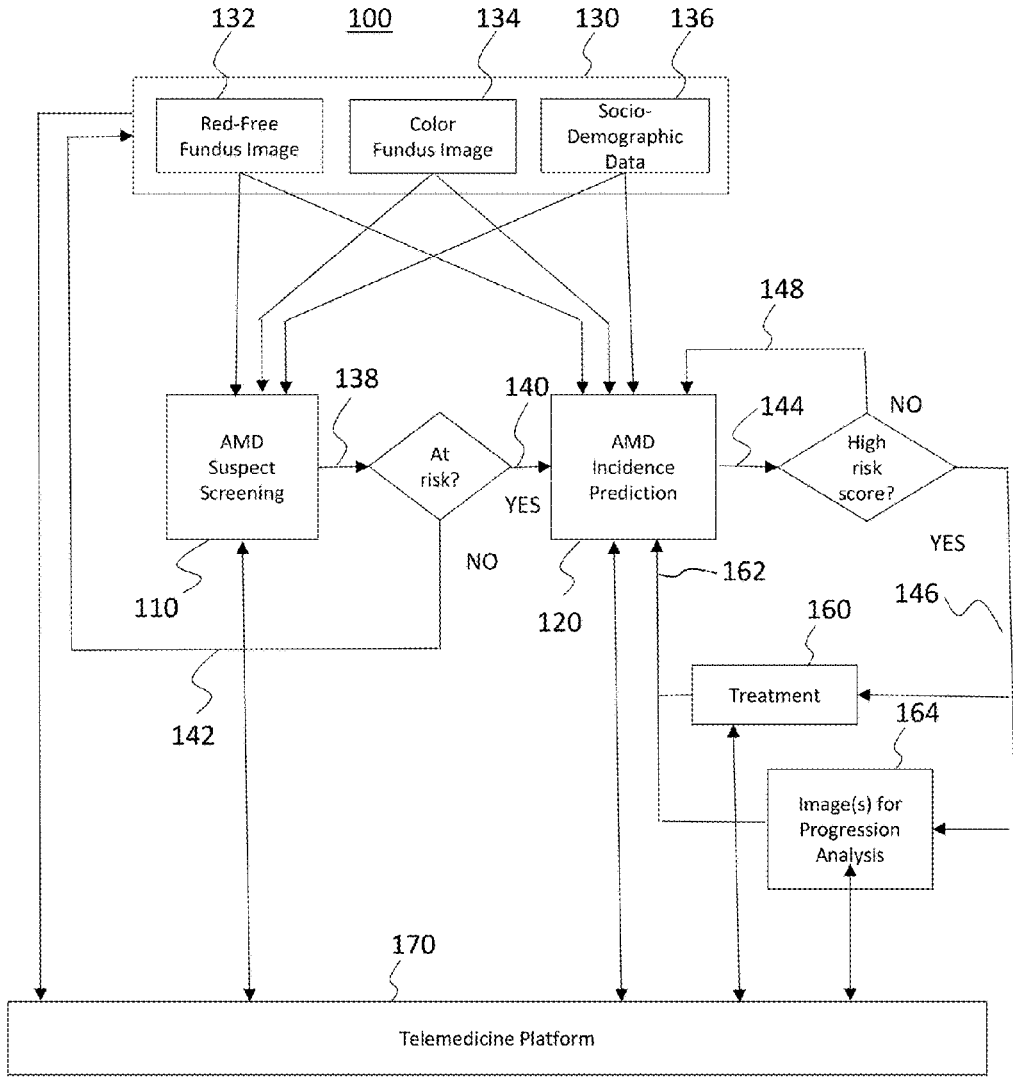 132
100
134
130
136
Red-Free
Fundus Image
Color
Fundus Image
Socio-
Demographic
Data
148
138
140
144
NO
AMD
Suspect
Screening
At
risk?
AMD
Incidence
Prediction
High
risk
score?
YES
NO
YES
110
120
162
146
160
142
Treatment
164
Image(s) for
Progression
Analysis
170
Telemedicine Platform